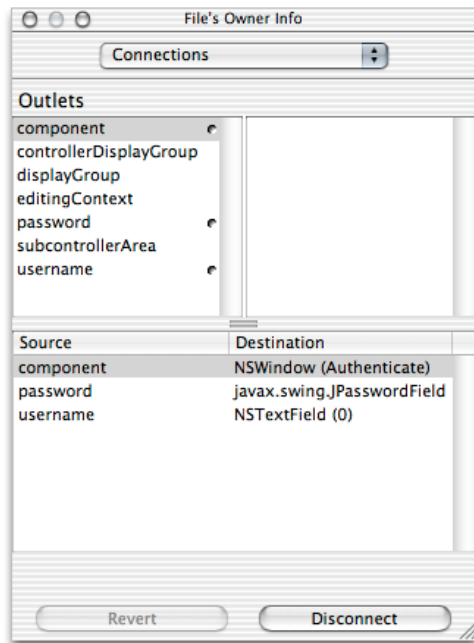 File's Owner Info
Connections
Outlets
component
controllerDisplayGroup
displayGroup
editingContext
password
subcontrollerArea
username
Source Destination
component NSWindow (Authenticate)
password javax.swing.JPasswordField
username NSTextField (0)
Revert Disconnect